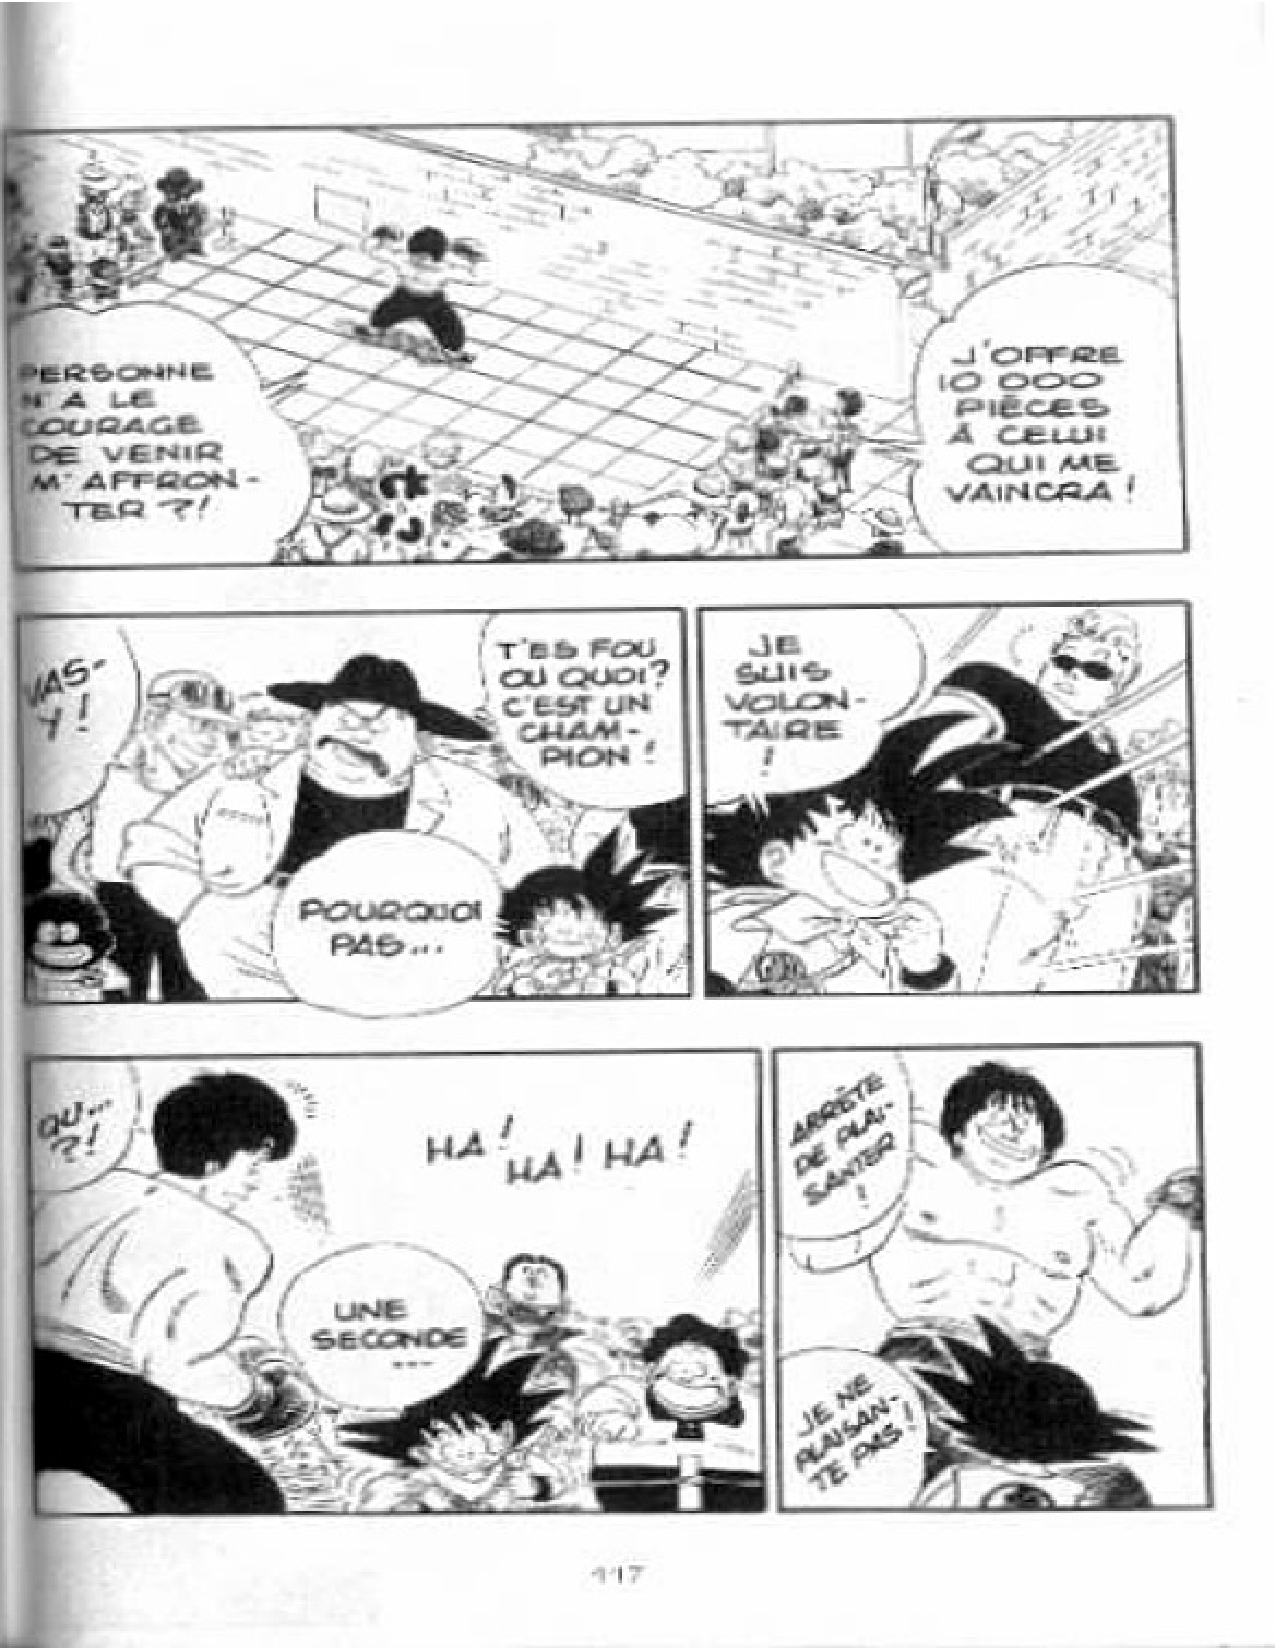 PERSONNE
N'A LE
COURAGE
DE VENIR
M'AFFRON-
TER ?!
J'OFFRE
10 000
PIÈCES
À CELUI
QUI ME
VAINCRA !
VAS-
Y !
T'ES FOU
OU QUOI?
C'EST UN
CHAM-
PION !
POURQUOI
PAS...
JE
SUIS
VOLON-
TAIRE
!
QU...
?!
HA! HA! HA!
UNE
SECONDE
...
ARRÊTE
DE PLAI-
SANTER
!
JE NE
PLAISAN-
TE PAS!
117